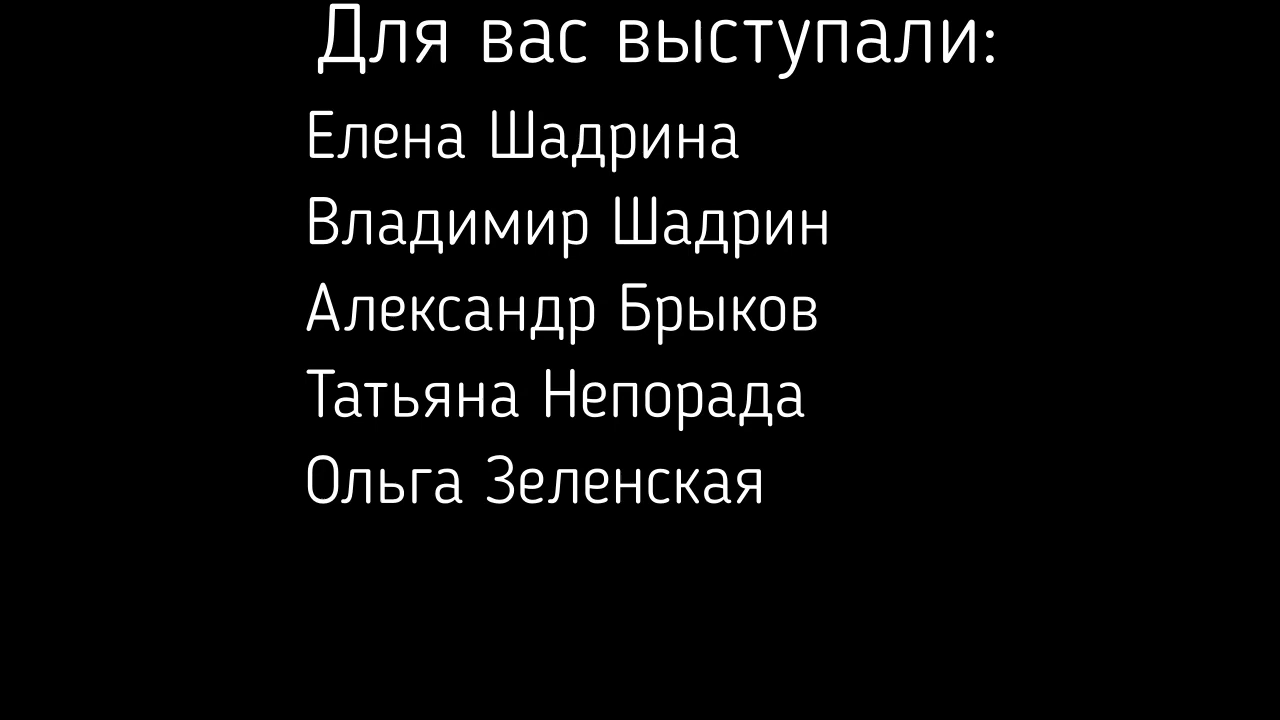 Для вас выступали:
Елена Шадрина
Владимир Шадрин
Александр Брыков
Татьяна Непорада
Ольга Зеленская